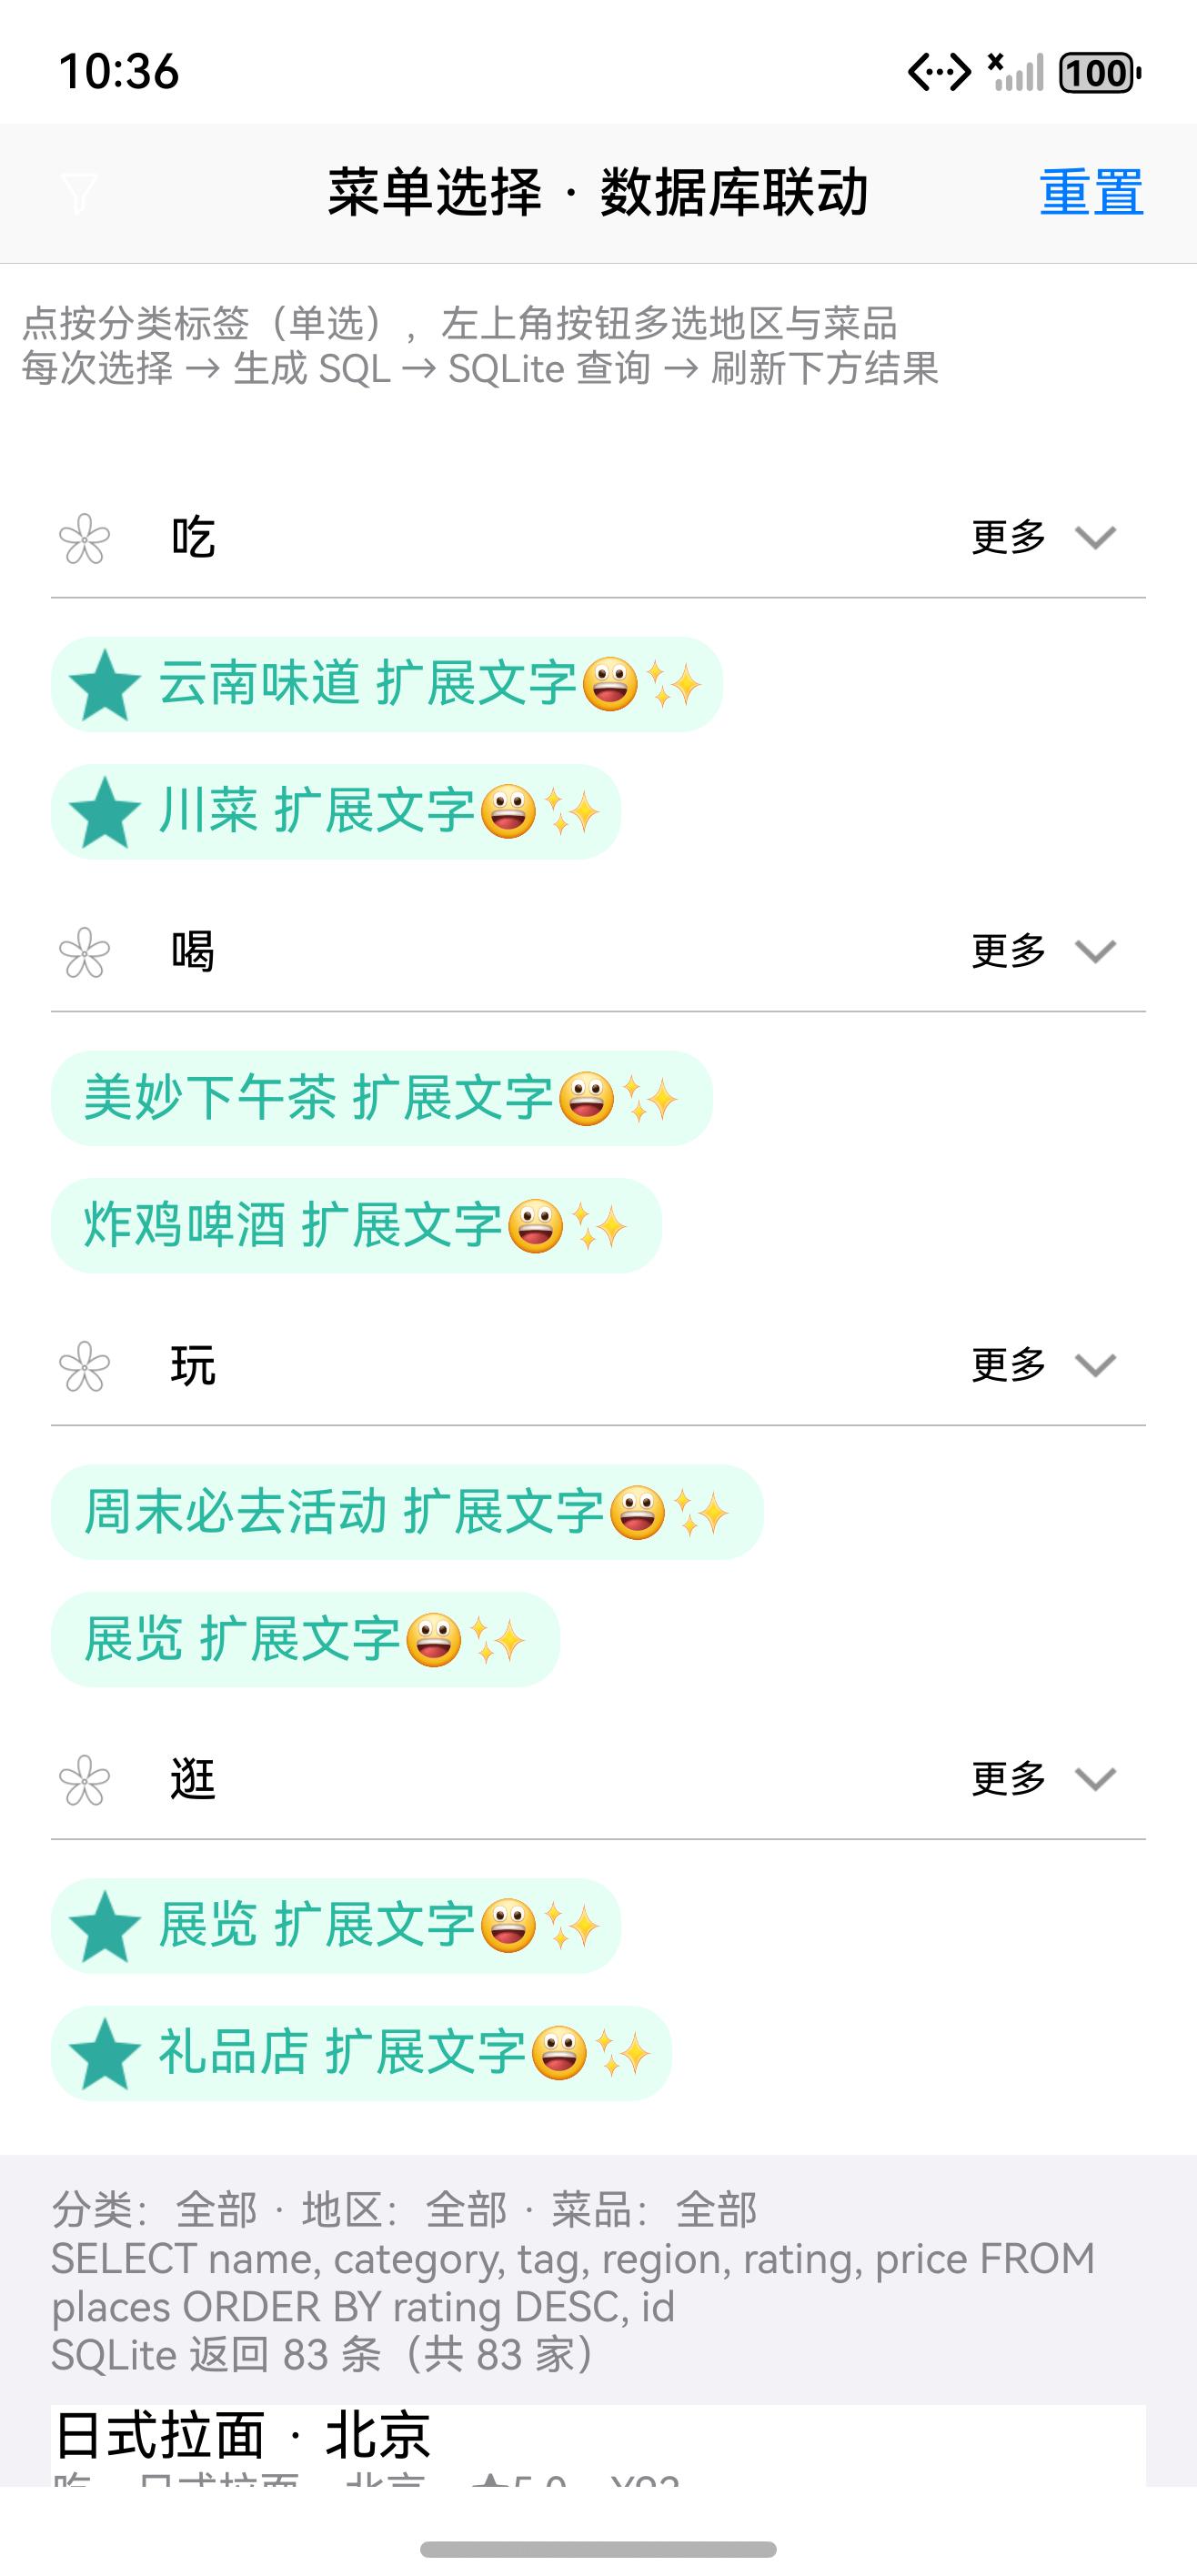 10:36
100
菜单选择 · 数据库联动
重置
点按分类标签（单选），左上角按钮多选地区与菜品
每次选择 → 生成 SQL → SQLite 查询 → 刷新下方结果
吃
更多
云南味道 扩展文字😀✨
川菜 扩展文字😀✨
喝
更多
美妙下午茶 扩展文字😀✨
炸鸡啤酒 扩展文字😀✨
玩
更多
周末必去活动 扩展文字😀✨
展览 扩展文字😀✨
逛
更多
展览 扩展文字😀✨
礼品店 扩展文字😀✨
分类：全部 · 地区：全部 · 菜品：全部
SELECT name, category, tag, region, rating, price FROM
places ORDER BY rating DESC, id
SQLite 返回 83 条（共 83 家）
日式拉面 · 北京